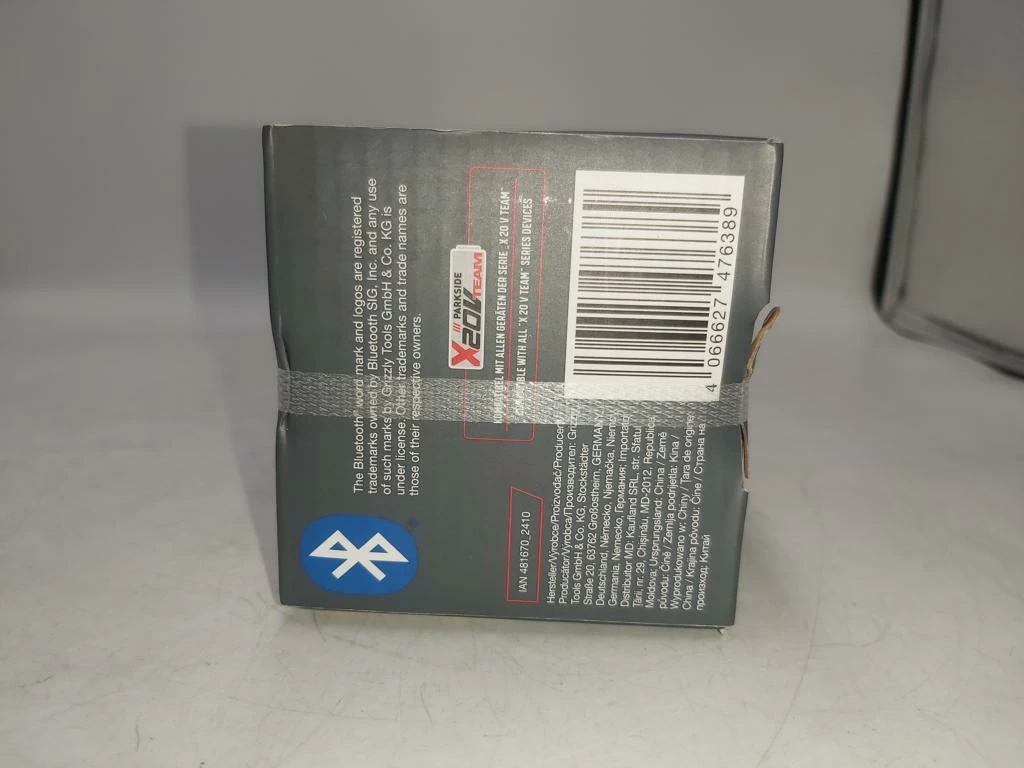 The Bluetooth® word mark and logos are registered
trademarks owned by Bluetooth SIG, Inc. and any use
of such marks by Grizzly Tools GmbH & Co. KG is
under license. Other trademarks and trade names are
those of their respective owners.
PARKSIDE
X20V
TEAM
MIT ALLEN GERÄTEN DER SERIE „X 20 V TEAM“
WITH ALL “X 20 V TEAM” SERIES DEVICES
4 066627 476389
IAN 481670_2410
Hersteller/Výrobce/Proizvođač/Producent/
Producător/Výrobca/Производител: Grizzly
Tools GmbH & Co. KG, Stockstädter
Straße 20, 63762 Großostheim, GERMANY/
Deutschland, Německo, Njemačka, Niemcy,
Germania, Nemecko, Германия; Importator/
Distribuitor MD: Kaufland SRL, str. Sfatul
Țării, nr. 29, Chișinău, MD-2012, Republica
Moldova; Ursprungsland: China / Země
původu: Čína / Zemlja podrijetla: Kina /
Wyprodukowano w: Chiny / Țara de origine:
China / Krajina pôvodu: Čína / Страна на
произход: Китай